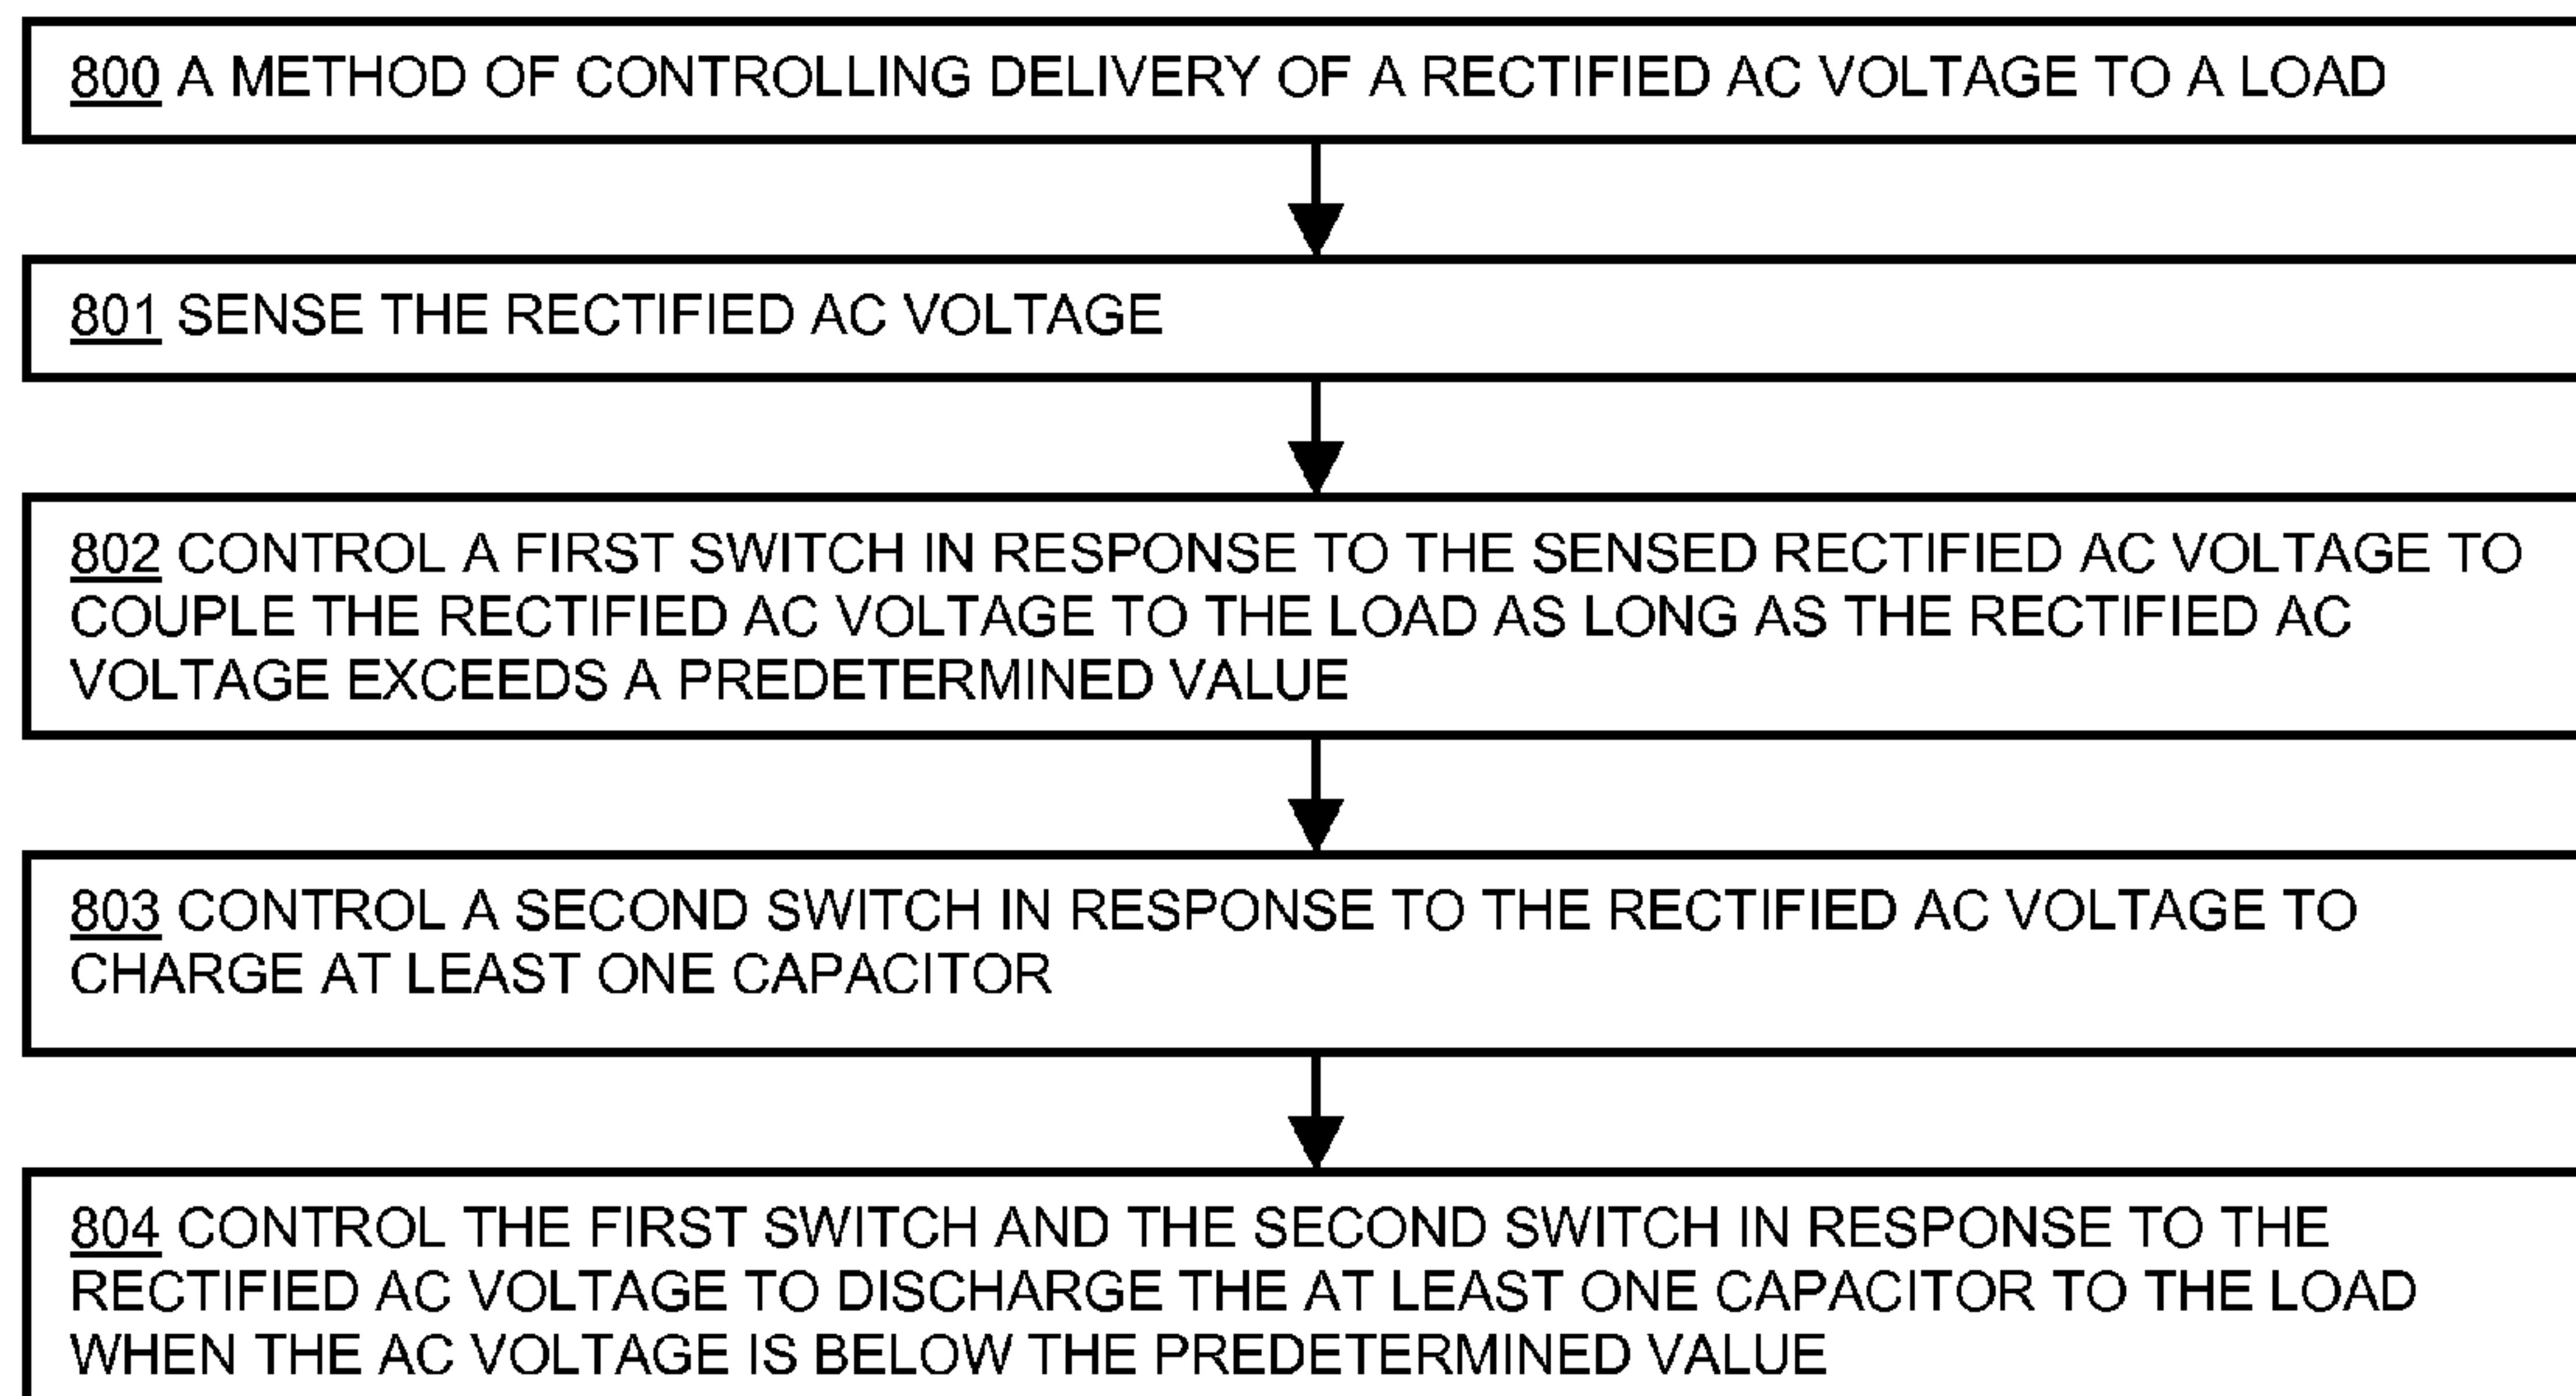 800 A METHOD OF CONTROLLING DELIVERY OF A RECTIFIED AC VOLTAGE TO A LOAD
801 SENSE THE RECTIFIED AC VOLTAGE
802 CONTROL A FIRST SWITCH IN RESPONSE TO THE SENSED RECTIFIED AC VOLTAGE TO
COUPLE THE RECTIFIED AC VOLTAGE TO THE LOAD AS LONG AS THE RECTIFIED AC
VOLTAGE EXCEEDS A PREDETERMINED VALUE
803 CONTROL A SECOND SWITCH IN RESPONSE TO THE RECTIFIED AC VOLTAGE TO
CHARGE AT LEAST ONE CAPACITOR
804 CONTROL THE FIRST SWITCH AND THE SECOND SWITCH IN RESPONSE TO THE
RECTIFIED AC VOLTAGE TO DISCHARGE THE AT LEAST ONE CAPACITOR TO THE LOAD
WHEN THE AC VOLTAGE IS BELOW THE PREDETERMINED VALUE